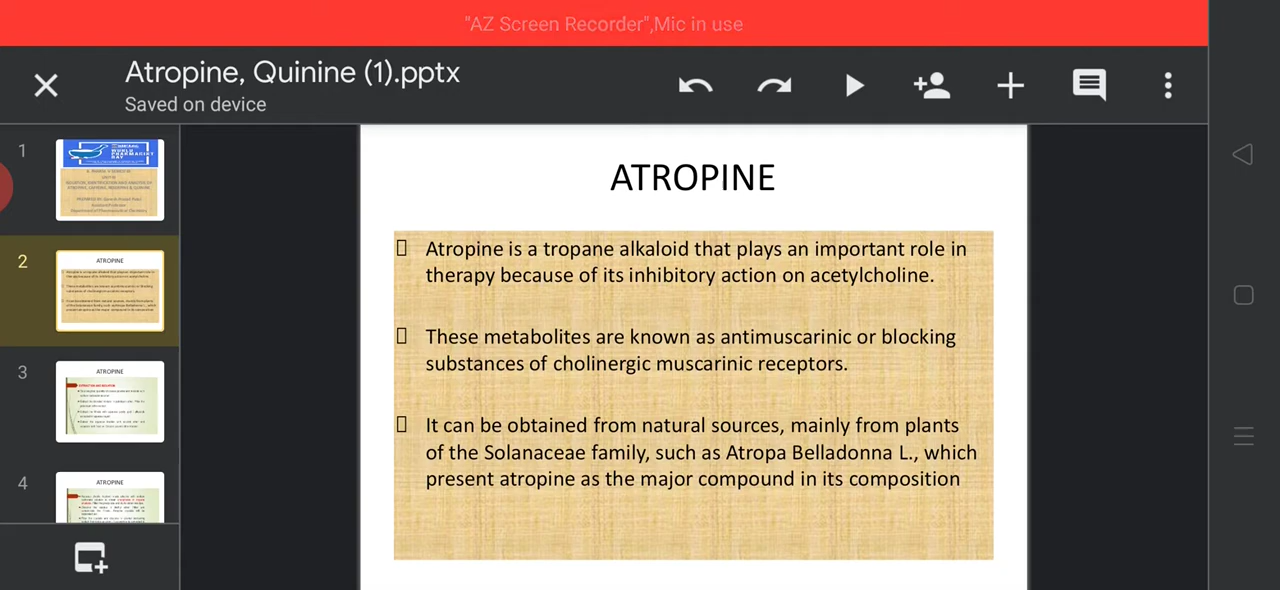 "AZ Screen Recorder",Mic in use
Atropine, Quinine (1).pptx
Saved on device
1
2
ATROPINE
3
ATROPINE
4
ATROPINE
ATROPINE
Atropine is a tropane alkaloid that plays an important role in
therapy because of its inhibitory action on acetylcholine.
These metabolites are known as antimuscarinic or blocking
substances of cholinergic muscarinic receptors.
It can be obtained from natural sources, mainly from plants
of the Solanaceae family, such as Atropa Belladonna L., which
present atropine as the major compound in its composition